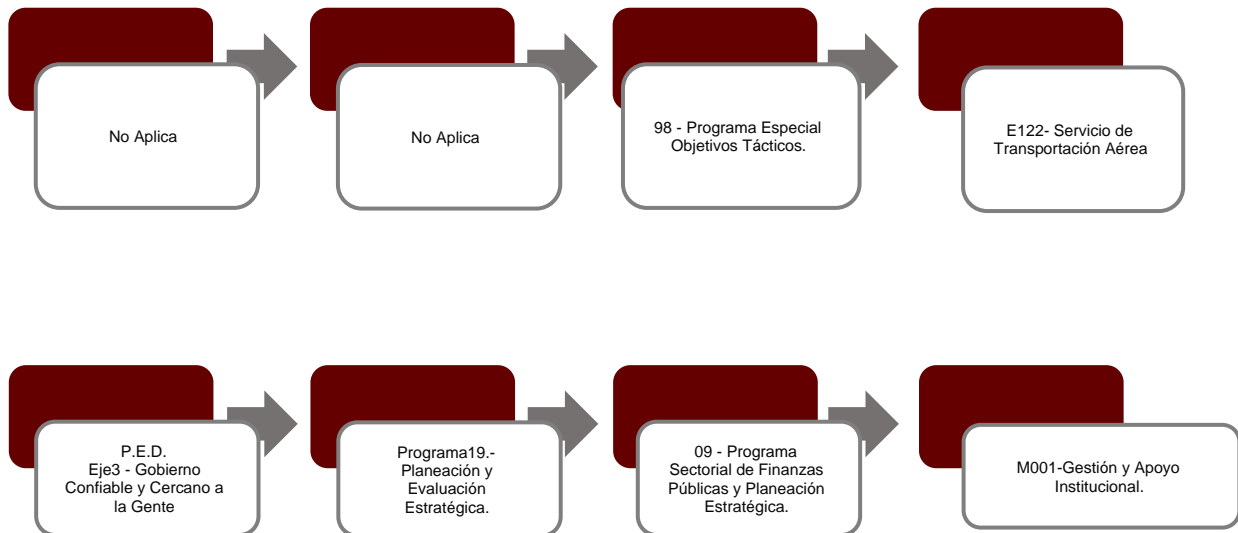 No Aplica
No Aplica
98 - Programa Especial
Objetivos Tácticos.
E122- Servicio de
Transportación Aérea
P.E.D.
Eje3 - Gobierno
Confiable y Cercano a
la Gente
Programa19.-
Planeación y
Evaluación
Estratégica.
09 - Programa
Sectorial de Finanzas
Públicas y Planeación
Estratégica.
M001-Gestión y Apoyo
Institucional.